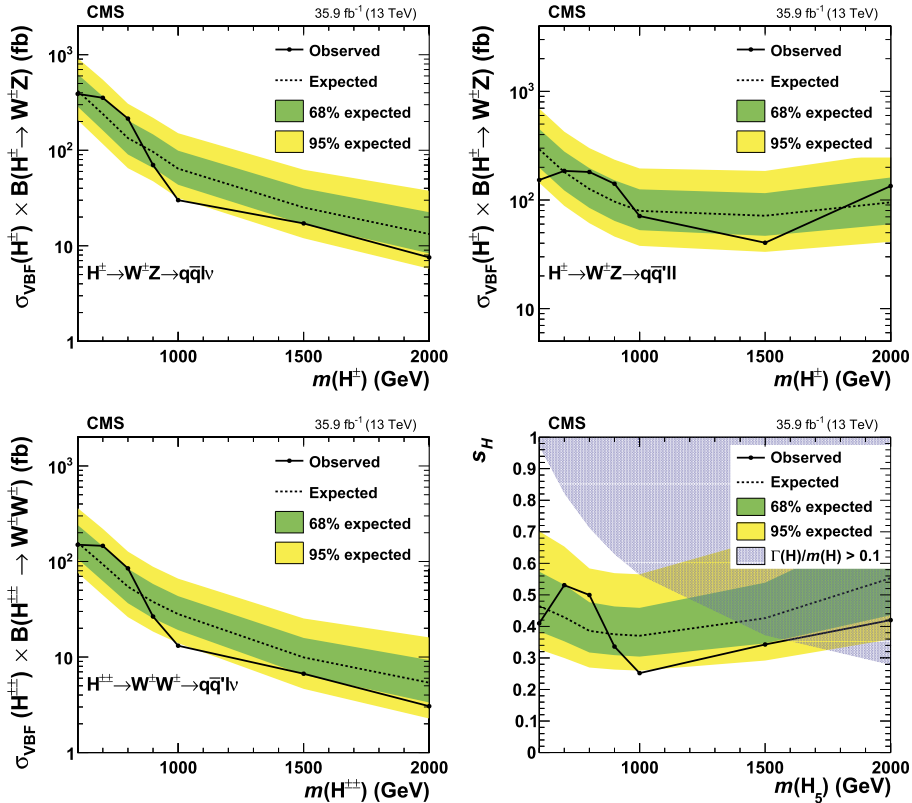 CMS 35.9 fb⁻¹ (13 TeV)
σ_VBF(H±) × B(H± → W±Z) (fb)
10³
10²
10
1
Observed
Expected
68% expected
95% expected
H±→W±Z→qq̅lν
1000 1500 2000
m(H±) (GeV)
CMS 35.9 fb⁻¹ (13 TeV)
σ_VBF(H±) × B(H± → W±Z) (fb)
10³
10²
10
Observed
Expected
68% expected
95% expected
H±→W±Z→qq̅'ll
1000 1500 2000
m(H±) (GeV)
CMS 35.9 fb⁻¹ (13 TeV)
σ_VBF (H±±) × B(H±± → W±W±) (fb)
10³
10²
10
1
Observed
Expected
68% expected
95% expected
H±±→W±W±→qq̅'lν
1000 1500 2000
m(H±±) (GeV)
CMS 35.9 fb⁻¹ (13 TeV)
s_H
1
0.9
0.8
0.7
0.6
0.5
0.4
0.3
0.2
0.1
0
Observed
Expected
68% expected
95% expected
Γ(H)/m(H) > 0.1
1000 1500 2000
m(H₅) (GeV)